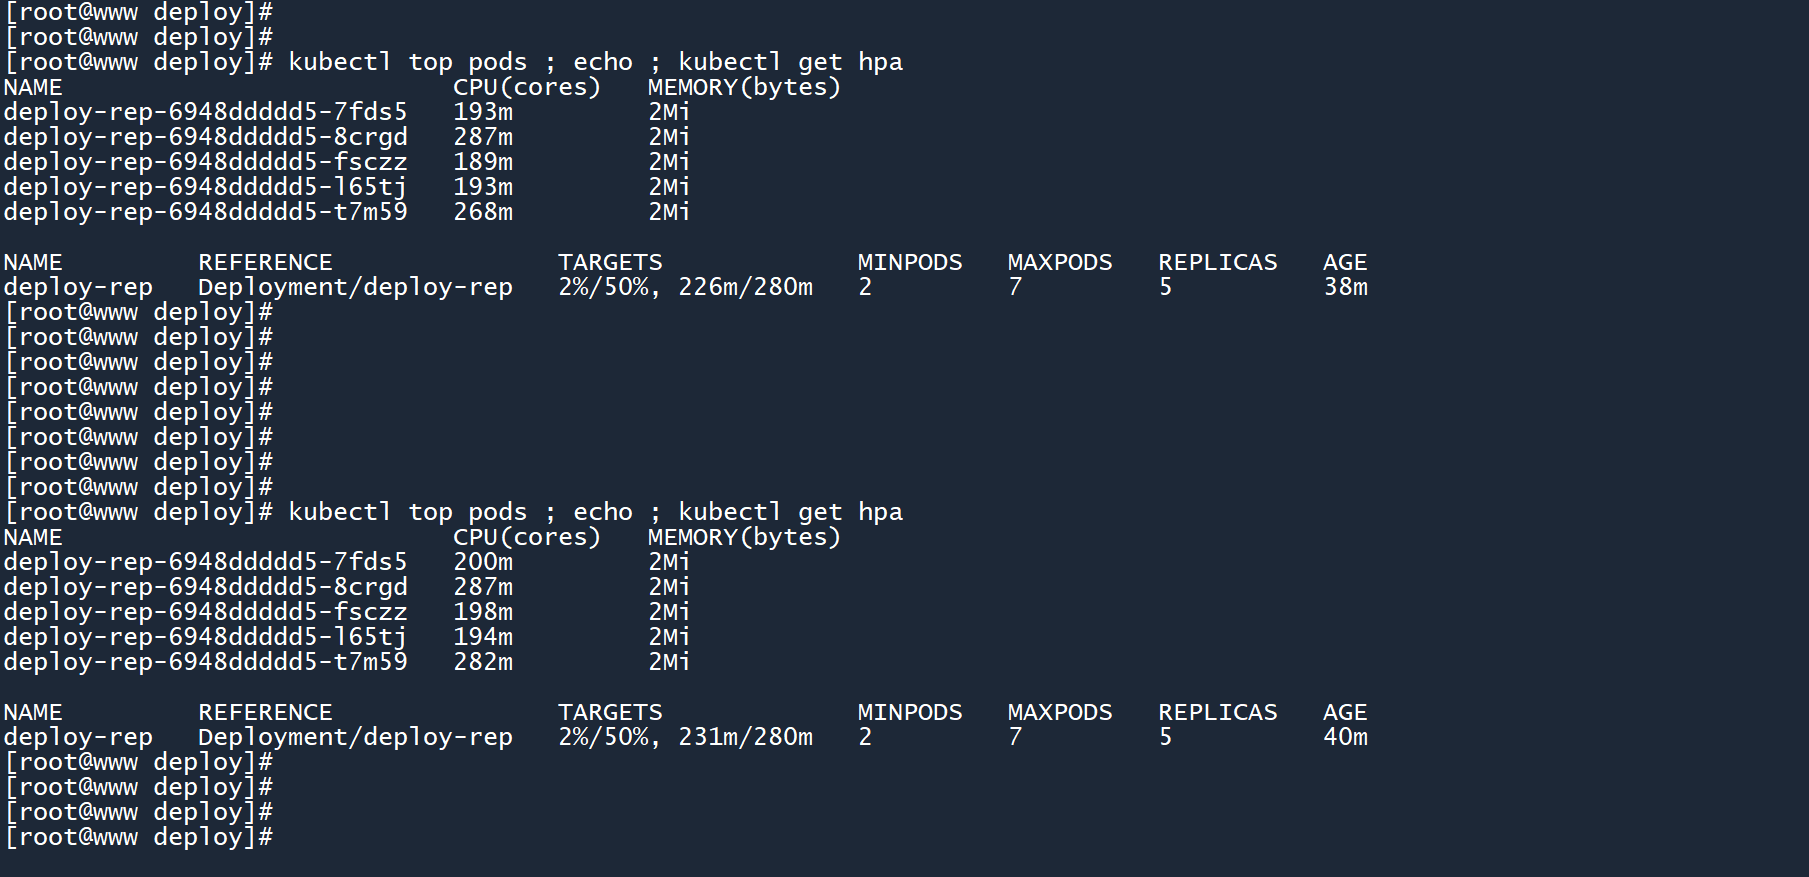 [root@www deploy]#
[root@www deploy]#
[root@www deploy]# kubectl top pods ; echo ; kubectl get hpa
NAME                          CPU(cores)   MEMORY(bytes)
deploy-rep-6948ddddd5-7fds5   193m         2Mi
deploy-rep-6948ddddd5-8crgd   287m         2Mi
deploy-rep-6948ddddd5-fsczz   189m         2Mi
deploy-rep-6948ddddd5-l65tj   193m         2Mi
deploy-rep-6948ddddd5-t7m59   268m         2Mi

NAME         REFERENCE               TARGETS             MINPODS   MAXPODS   REPLICAS   AGE
deploy-rep   Deployment/deploy-rep   2%/50%, 226m/280m   2         7         5          38m
[root@www deploy]#
[root@www deploy]#
[root@www deploy]#
[root@www deploy]#
[root@www deploy]#
[root@www deploy]#
[root@www deploy]#
[root@www deploy]#
[root@www deploy]# kubectl top pods ; echo ; kubectl get hpa
NAME                          CPU(cores)   MEMORY(bytes)
deploy-rep-6948ddddd5-7fds5   200m         2Mi
deploy-rep-6948ddddd5-8crgd   287m         2Mi
deploy-rep-6948ddddd5-fsczz   198m         2Mi
deploy-rep-6948ddddd5-l65tj   194m         2Mi
deploy-rep-6948ddddd5-t7m59   282m         2Mi

NAME         REFERENCE               TARGETS             MINPODS   MAXPODS   REPLICAS   AGE
deploy-rep   Deployment/deploy-rep   2%/50%, 231m/280m   2         7         5          40m
[root@www deploy]#
[root@www deploy]#
[root@www deploy]#
[root@www deploy]#